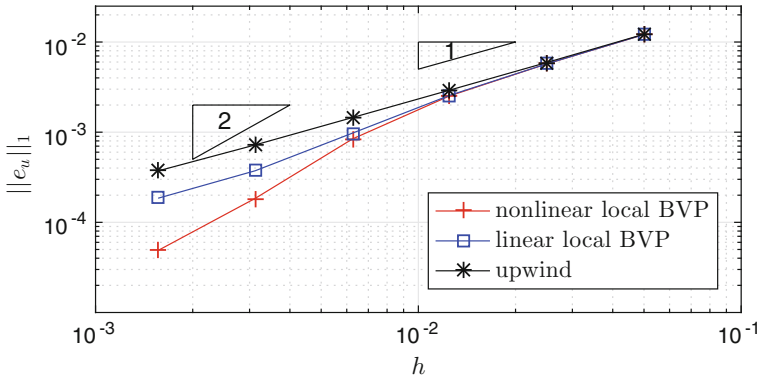 10^-2
10^-3
10^-4
||e_u||_1
1
2
nonlinear local BVP
linear local BVP
upwind
10^-3
10^-2
10^-1
h